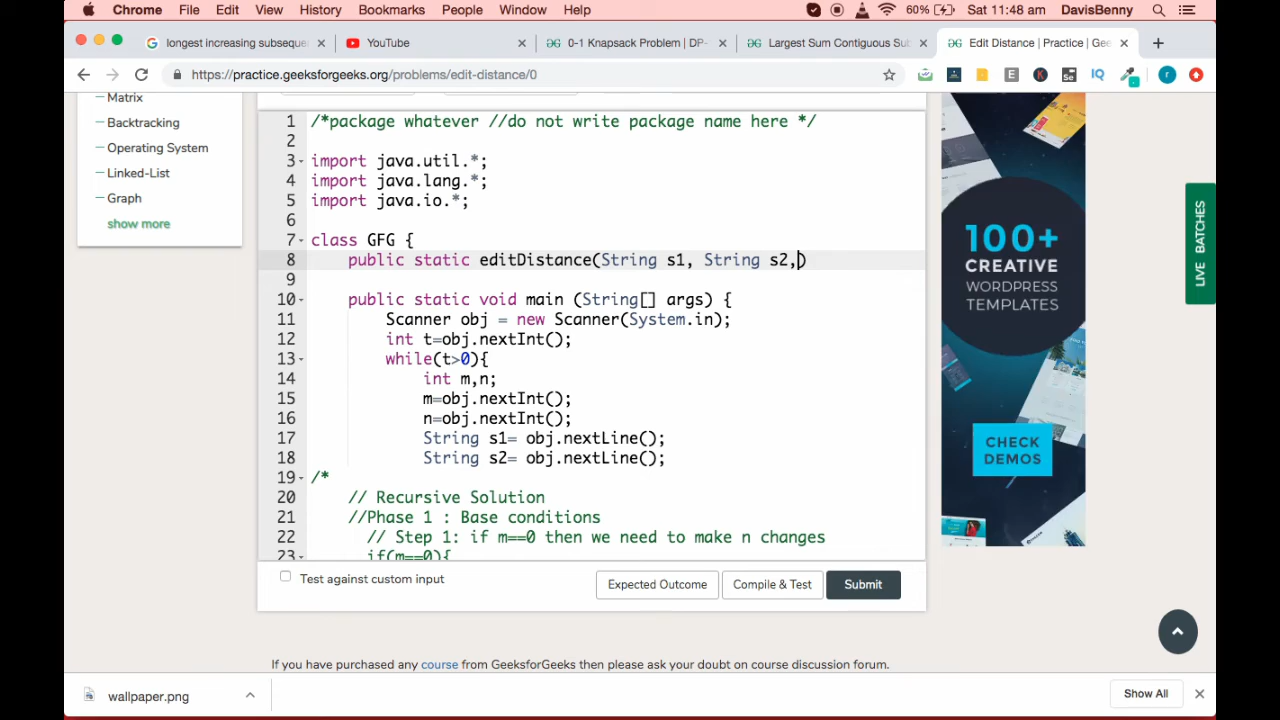 Chrome File Edit View History Bookmarks People Window Help 60% Sat 11:48 am DavisBenny
longest increasing subseque × YouTube × 0-1 Knapsack Problem | DP- × Largest Sum Contiguous Sub × Edit Distance | Practice | Gee × +
https://practice.geeksforgeeks.org/problems/edit-distance/0 E K Se IQ r
Matrix
Backtracking
Operating System
Linked-List
Graph
show more
1 /*package whatever //do not write package name here */
2
3 import java.util.*;
4 import java.lang.*;
5 import java.io.*;
6
7 class GFG {
8 public static editDistance(String s1, String s2,)
9
10 public static void main (String[] args) {
11 Scanner obj = new Scanner(System.in);
12 int t=obj.nextInt();
13 while(t>0){
14 int m,n;
15 m=obj.nextInt();
16 n=obj.nextInt();
17 String s1= obj.nextLine();
18 String s2= obj.nextLine();
19 /*
20 // Recursive Solution
21 //Phase 1 : Base conditions
22 // Step 1: if m==0 then we need to make n changes
23 if(m==0){
Test against custom input
Expected Outcome Compile & Test Submit
100+
CREATIVE
WORDPRESS
TEMPLATES
CHECK
DEMOS
LIVE BATCHES
If you have purchased any course from GeeksforGeeks then please ask your doubt on course discussion forum.
wallpaper.png Show All ×